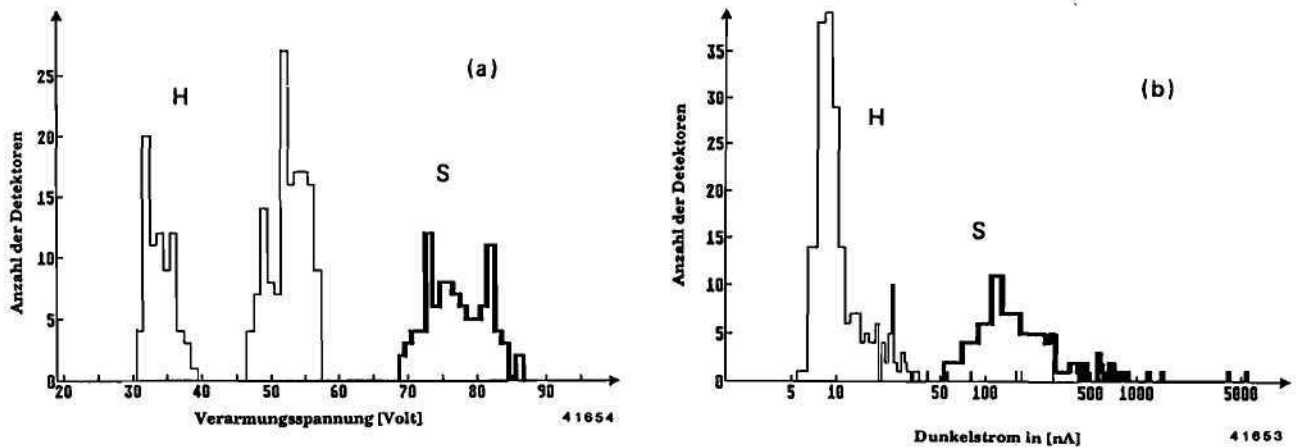 Anzahl der Detektoren
25
20
15
10
5
0
H
(a)
S
20 30 40 50 60 70 80 90
Verarmungsspannung [Volt]
41654
Anzahl der Detektoren
35
30
25
20
15
10
5
0
H
(b)
S
5 10 50 100 500 1000 5000
Dunkelstrom in [nA]
41653